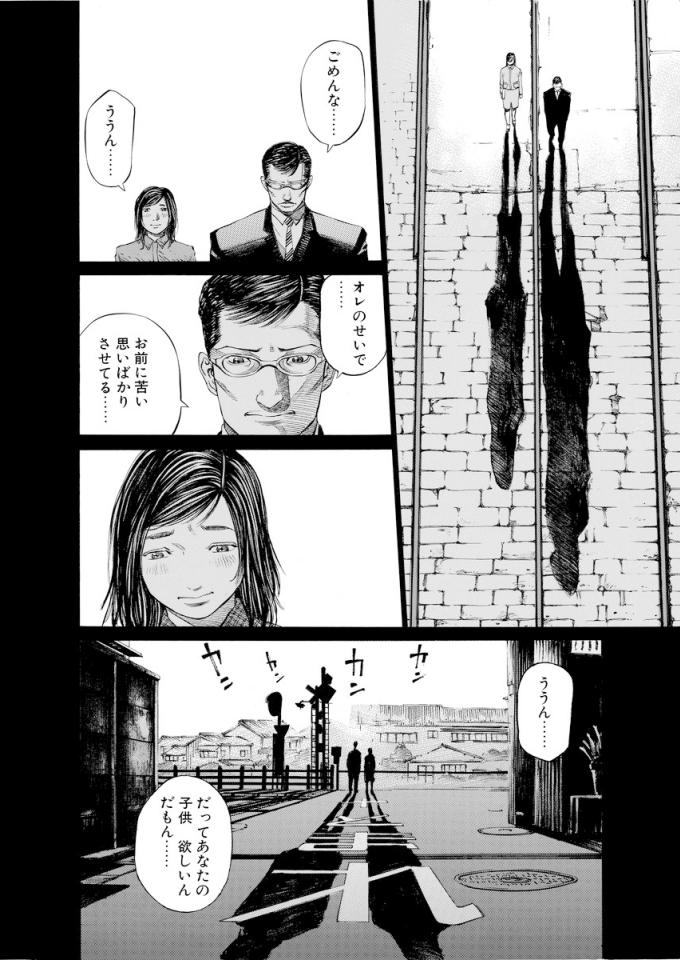 ごめんな……
ううん……
オレのせいで
……
お前に苦い
思いばかり
させてる……
カン
カン
カン
カン
ううん……
だってあなたの
子供　欲しいん
だもん……